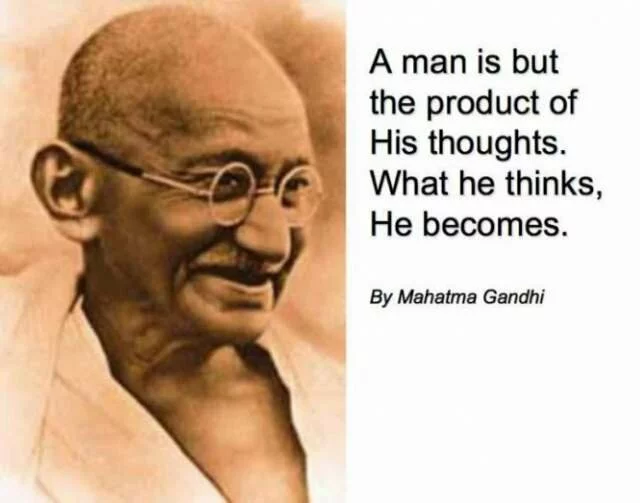 A man is but
the product of
His thoughts.
What he thinks,
He becomes.
By Mahatma Gandhi